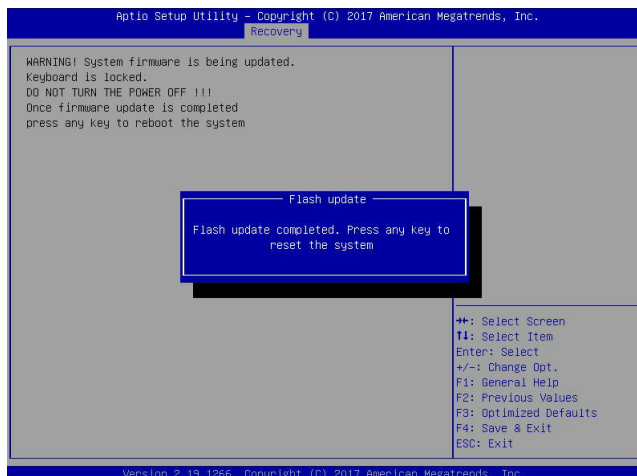 Aptio Setup Utility – Copyright (C) 2017 American Megatrends, Inc.
Recovery
WARNING! System firmware is being updated.
Keyboard is locked.
DO NOT TURN THE POWER OFF !!!
Once firmware update is completed
press any key to reboot the system
Flash update
Flash update completed. Press any key to
reset the system
→←: Select Screen
↑↓: Select Item
Enter: Select
+/-: Change Opt.
F1: General Help
F2: Previous Values
F3: Optimized Defaults
F4: Save & Exit
ESC: Exit
Version 2.19.1266. Copyright (C) 2017 American Megatrends, Inc.